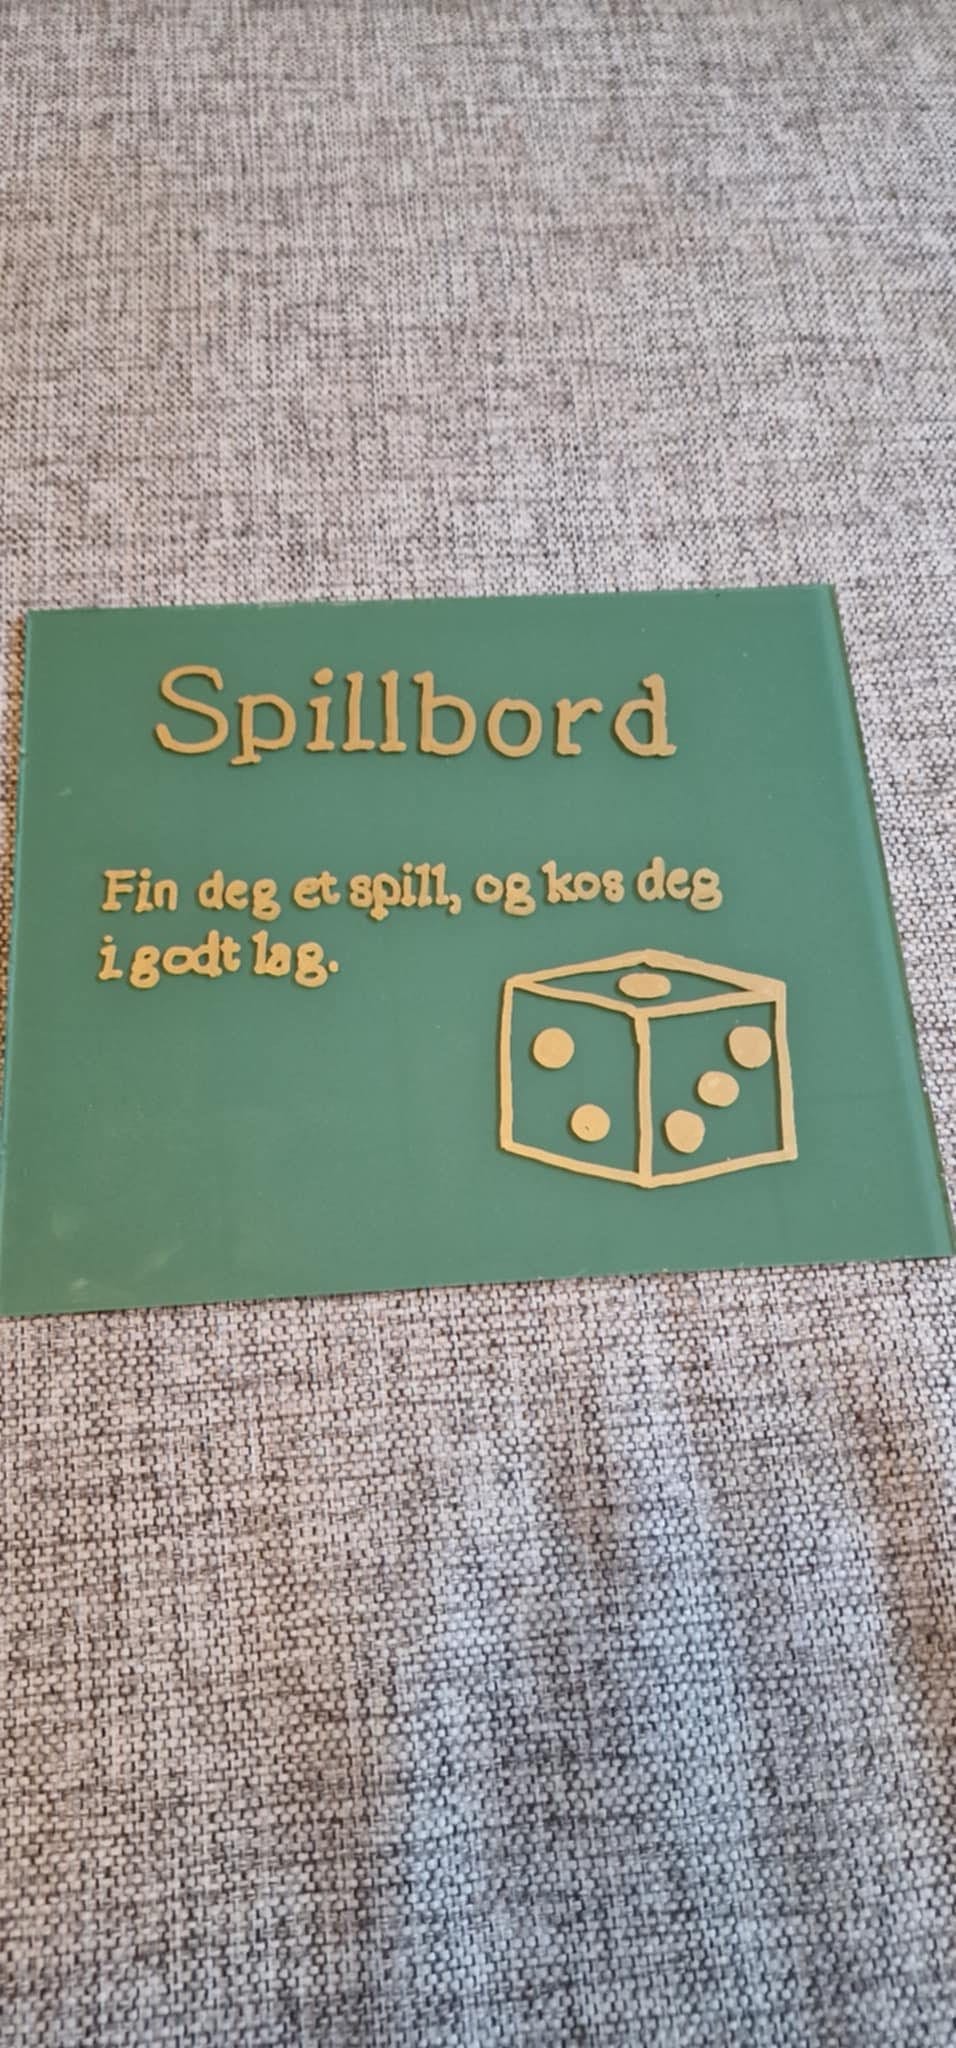 Spillbord
Fin deg et spill, og kos deg
i godt lag.